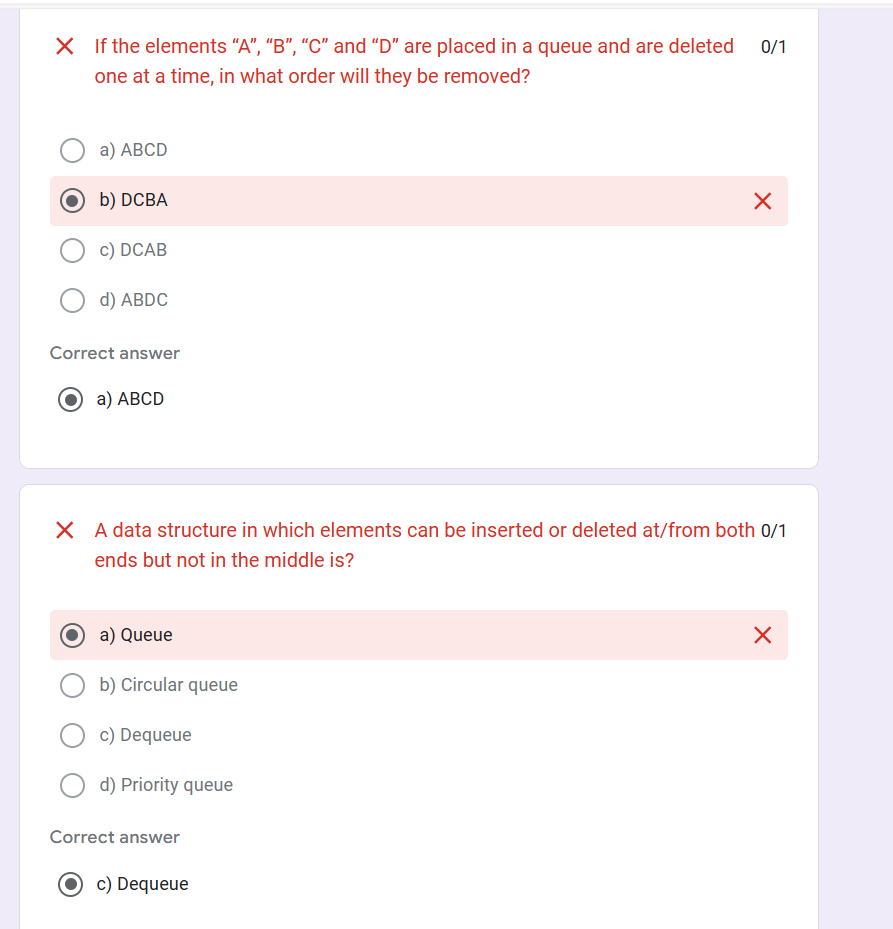 If the elements “A”, “B”, “C” and “D” are placed in a queue and are deleted 0/1
one at a time, in what order will they be removed?
a) ABCD
b) DCBA
c) DCAB
d) ABDC
Correct answer
a) ABCD
A data structure in which elements can be inserted or deleted at/from both 0/1
ends but not in the middle is?
a) Queue
b) Circular queue
c) Dequeue
d) Priority queue
Correct answer
c) Dequeue